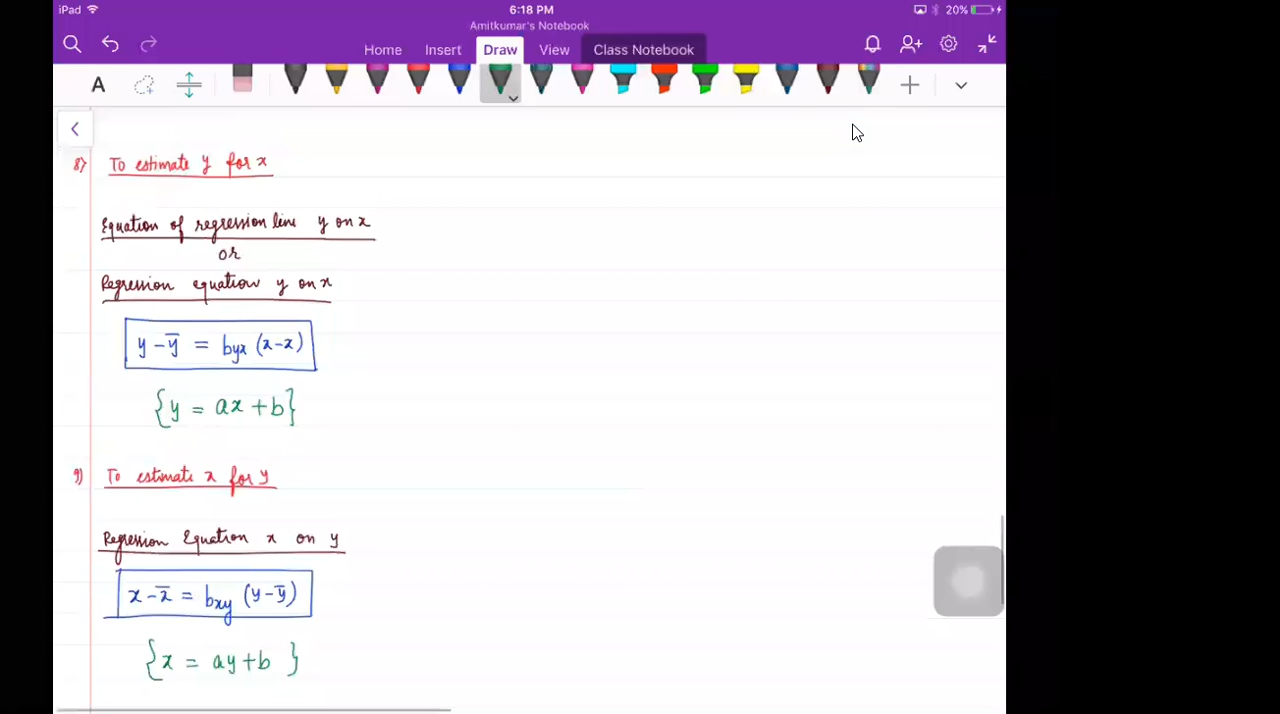 iPad
6:18 PM
20%
Amitkumar's Notebook
Home Insert Draw View Class Notebook
A
8) To estimate y for x
Equation of regression line y on x
or
Regression equation y on x
y - ȳ = byx (x - x)
{y = ax + b}
9) To estimate x for y
Regression Equation x on y
x - x̄ = bxy (y - ȳ)
{x = ay + b }